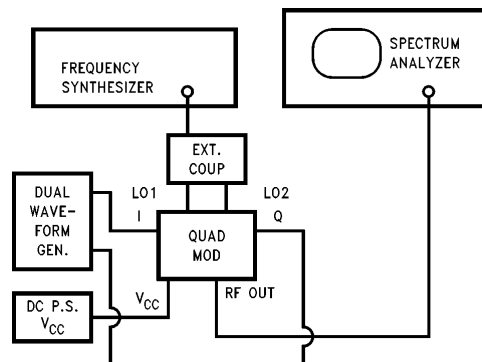 FREQUENCY
SYNTHESIZER
SPECTRUM
ANALYZER
EXT.
COUP
DUAL
WAVE-
FORM
GEN.
LO1
LO2
I
Q
QUAD
MOD
DC P.S.
VCC
VCC
RF OUT